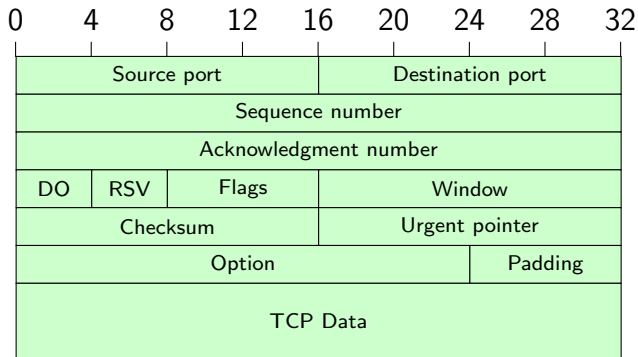 0 4 8 12 16 20 24 28 32
Source port Destination port
Sequence number
Acknowledgment number
DO RSV Flags Window
Checksum Urgent pointer
Option Padding
TCP Data